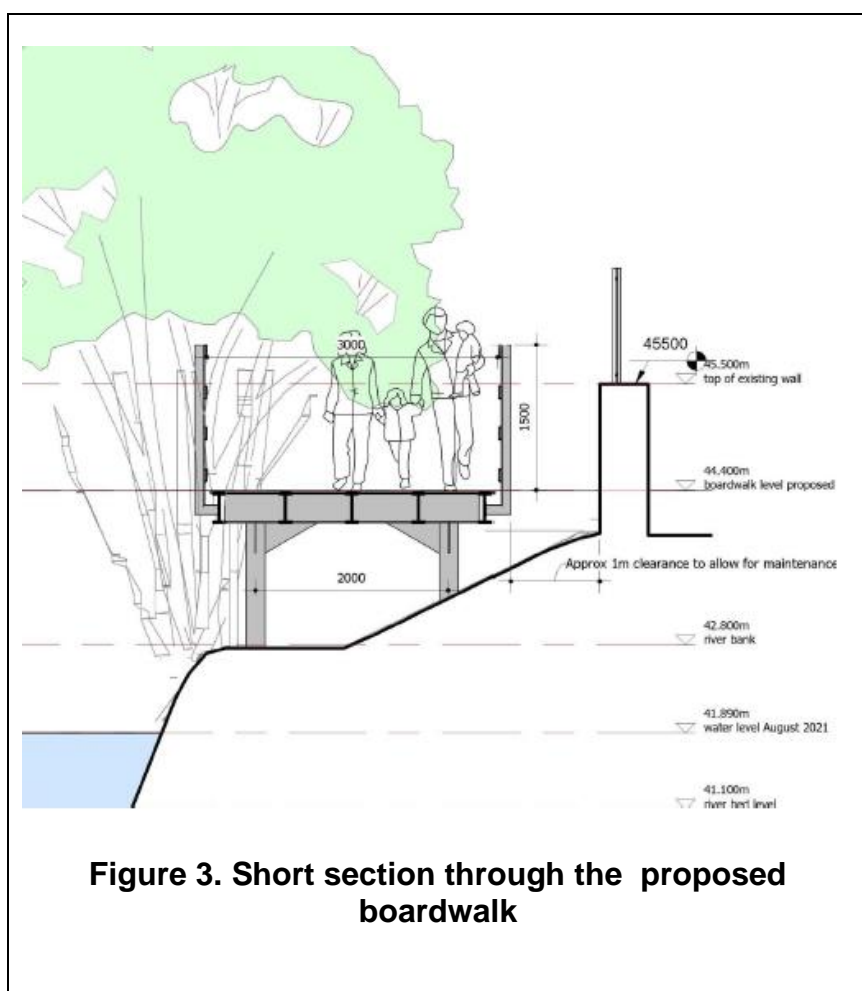 3000
45500
45.500m
top of existing wall
1500
44.400m
boardwalk level proposed
Approx 1m clearance to allow for maintenance
2000
42.800m
river bank
41.890m
water level August 2021
41.100m
river bed level
Figure 3. Short section through the proposed
boardwalk